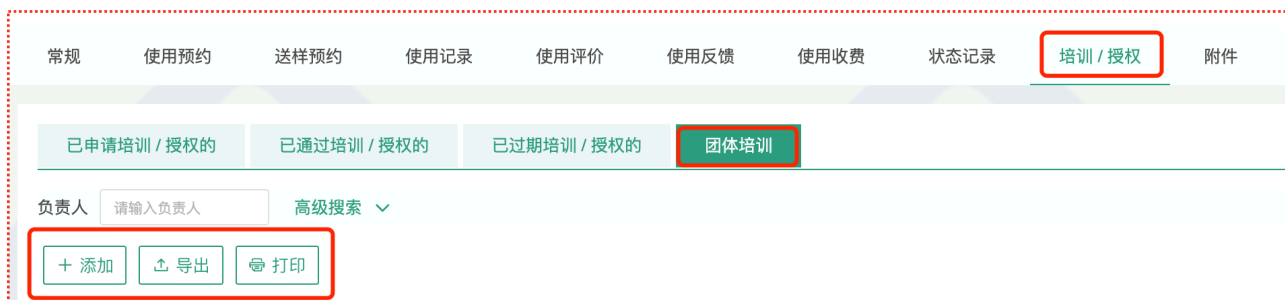 常规 使用预约 送样预约 使用记录 使用评价 使用反馈 使用收费 状态记录 培训 / 授权 附件
已申请培训 / 授权的 已通过培训 / 授权的 已过期培训 / 授权的 团体培训
负责人 请输入负责人 高级搜索
添加 导出 打印